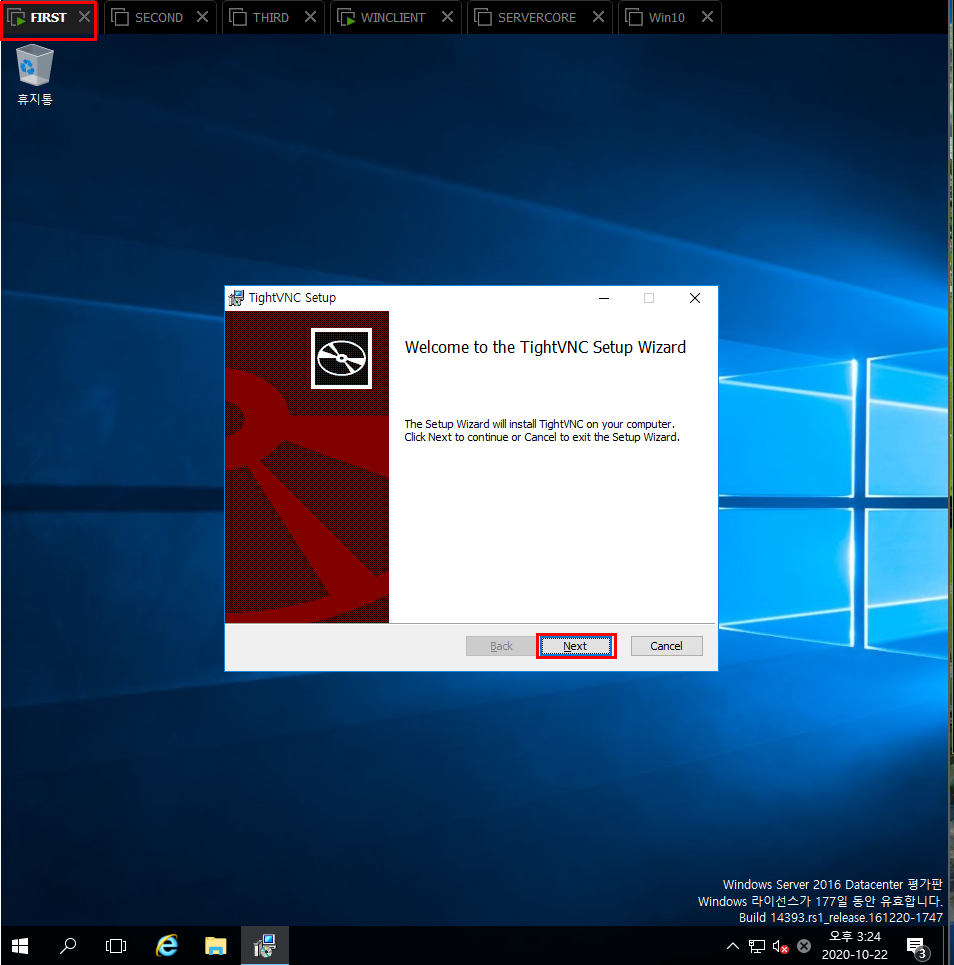 FIRST
SECOND
THIRD
WINCLIENT
SERVERCORE
Win10
휴지통
TightVNC Setup
Welcome to the TightVNC Setup Wizard
The Setup Wizard will install TightVNC on your computer.
Click Next to continue or Cancel to exit the Setup Wizard.
Back
Next
Cancel
Windows Server 2016 Datacenter 평가판
Windows 라이선스가 177일 동안 유효합니다.
Build 14393.rs1_release.161220-1747
오후 3:24
2020-10-22
3